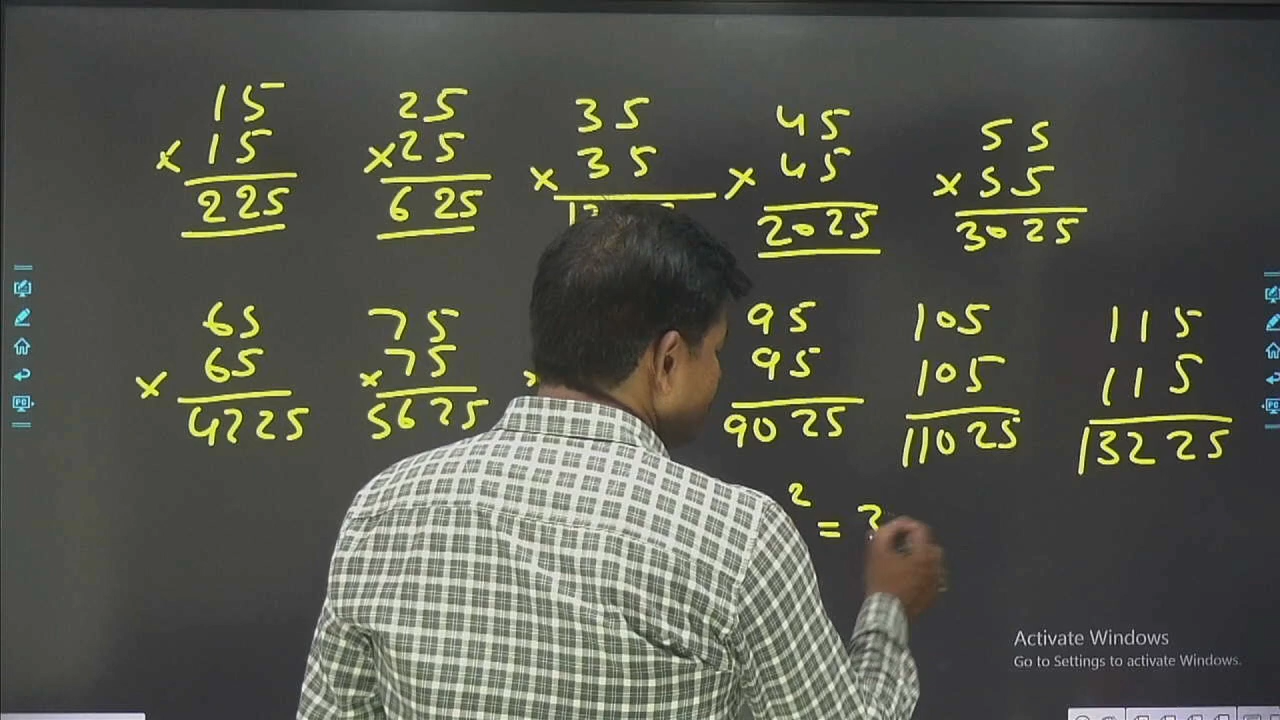 15 25 35 45 55
× 15 × 25 × 35 × 45 × 55
225 625 2025 3025
65 75 95 105 115
× 65 × 75 95 105 115
4225 5625 9025 11025 13225
² =
Activate Windows
Go to Settings to activate Windows.